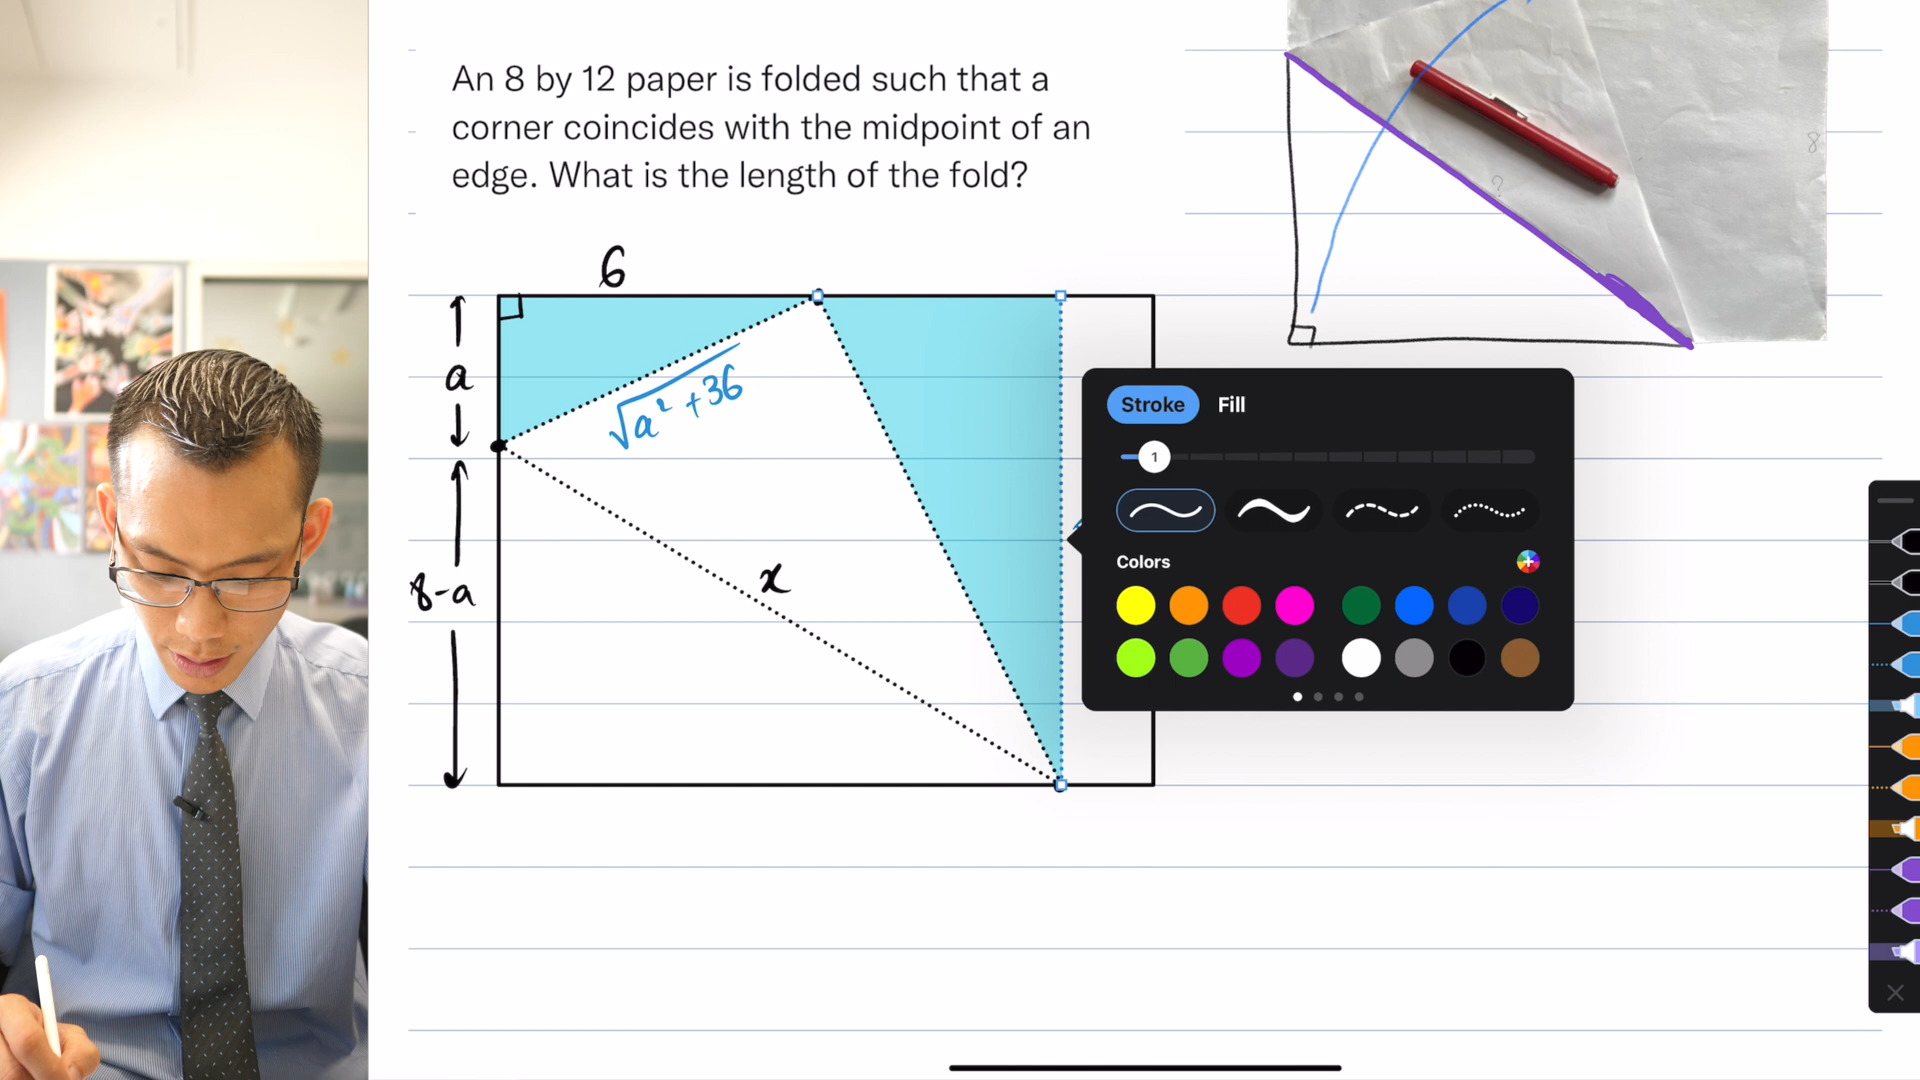 An 8 by 12 paper is folded such that a
corner coincides with the midpoint of an
edge. What is the length of the fold?
8
?
6
a
√a² + 36
8-a
x
Stroke Fill
1
Colors